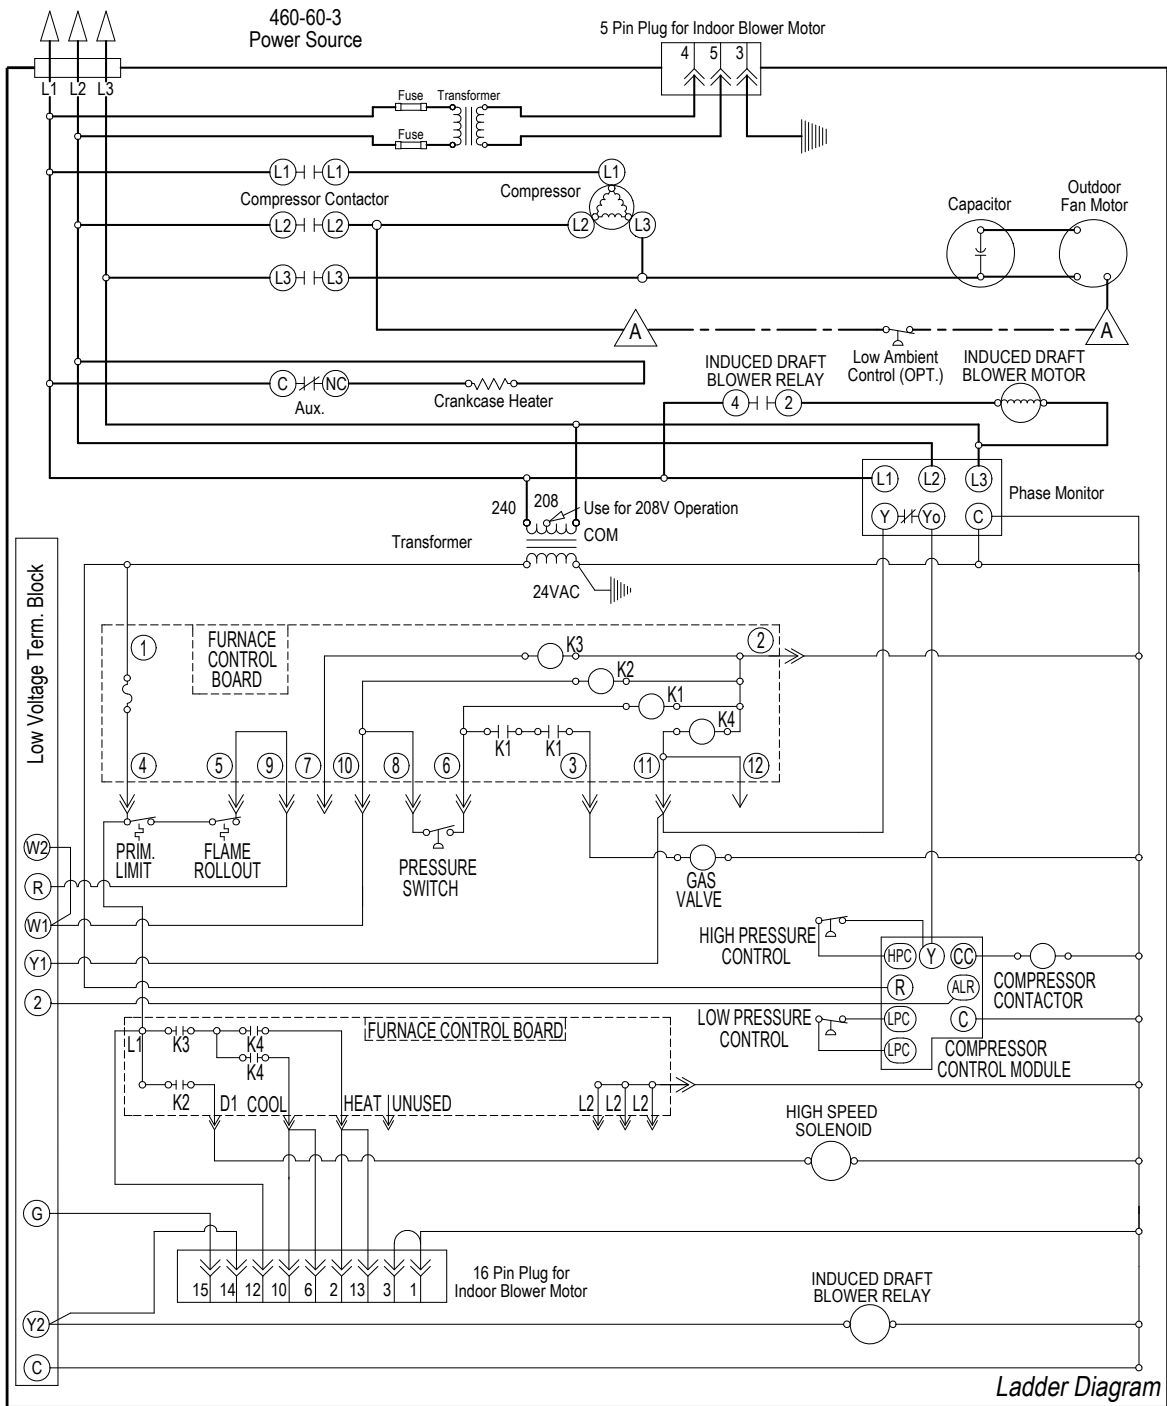 460-60-3
Power Source
5 Pin Plug for Indoor Blower Motor
4 5 3
L1 L2 L3
Fuse Transformer
Fuse
L1 L1 L1
Compressor Contactor
Compressor
Capacitor
Outdoor
Fan Motor
L2 L2 L2 L3
L3 L3
A A
Low Ambient
Control (OPT.)
INDUCED DRAFT
BLOWER RELAY
INDUCED DRAFT
BLOWER MOTOR
C NC
Aux.
Crankcase Heater
4 2
L1 L2 L3
Phase Monitor
Y Yo C
240 208 Use for 208V Operation
COM
Transformer
24VAC
Low Voltage Term. Block
FURNACE
CONTROL
BOARD
1 2
K3
K2
K1
K4
K1 K1
4 5 9 7 10 8 6 3 11 12
PRIM.
LIMIT
FLAME
ROLLOUT
PRESSURE
SWITCH
GAS
VALVE
W2
R
W1
Y1
2
HIGH PRESSURE
CONTROL
HPC Y CC
R ALR
LPC C
LPC
COMPRESSOR
CONTACTOR
LOW PRESSURE
CONTROL
COMPRESSOR
CONTROL MODULE
FURNACE CONTROL BOARD
L1 K3 K4
K4
K2 D1 COOL HEAT UNUSED L2 L2 L2
HIGH SPEED
SOLENOID
G
15 14 12 10 6 2 13 3 1
16 Pin Plug for
Indoor Blower Motor
INDUCED DRAFT
BLOWER RELAY
Y2
C
Ladder Diagram